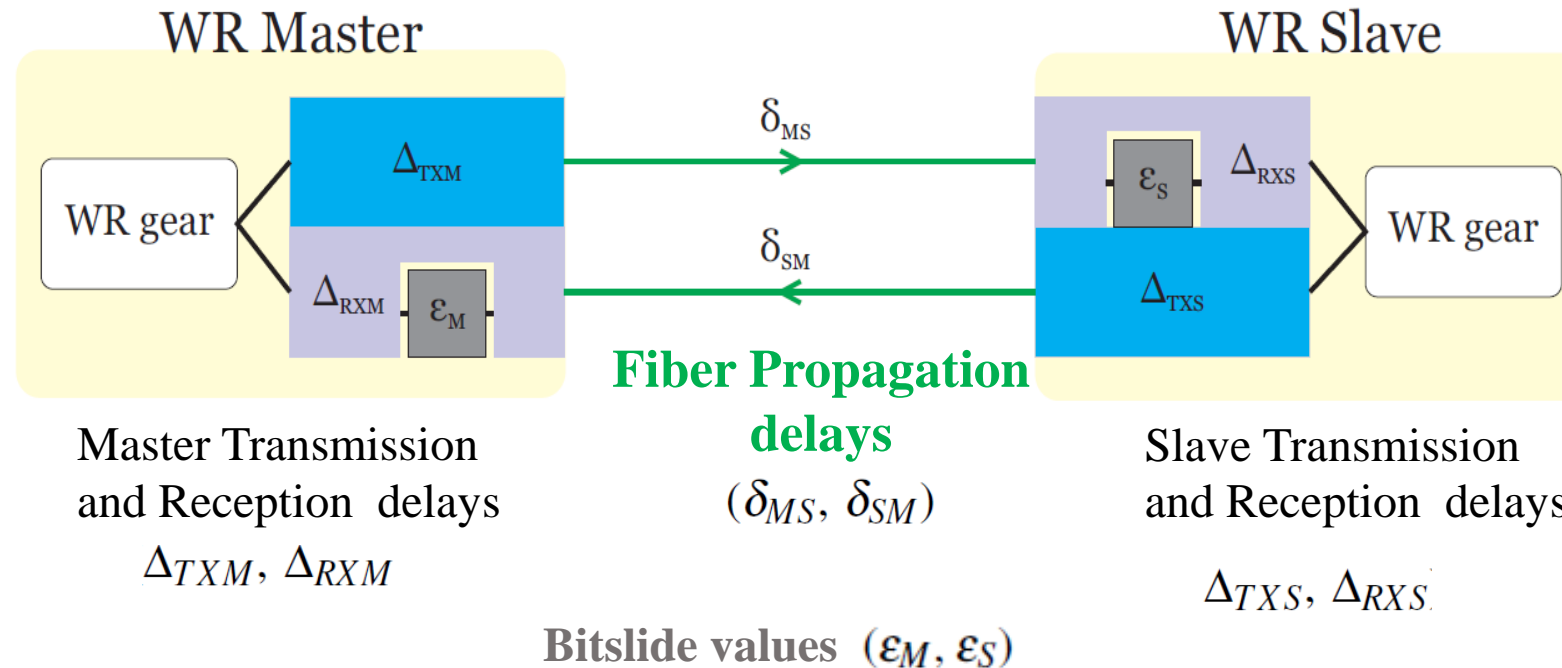 WR Master
WR Slave
WR gear
Δ_TXM
Δ_RXM
ε_M
δ_MS
δ_SM
ε_S
Δ_RXS
Δ_TXS
WR gear
Fiber Propagation
delays
(δ_MS, δ_SM)
Master Transmission
and Reception delays
Δ_TXM, Δ_RXM
Slave Transmission
and Reception delays
Δ_TXS, Δ_RXS
Bitslide values (ε_M, ε_S)